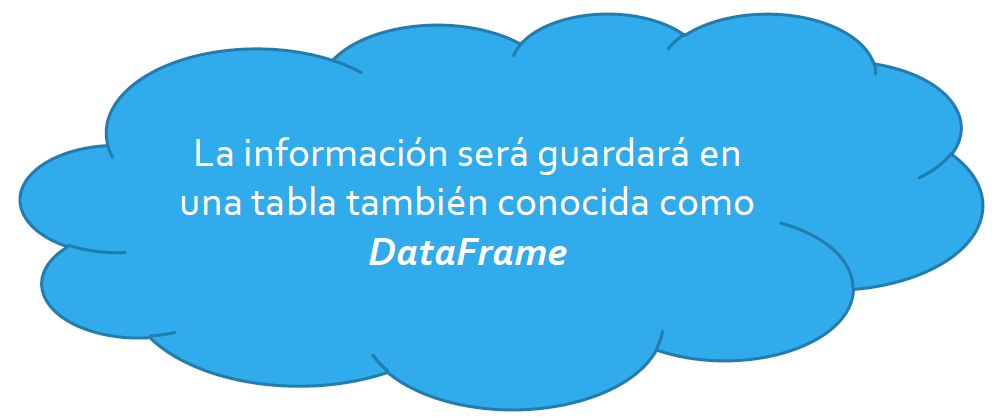 La información será guardará en
una tabla también conocida como
DataFrame